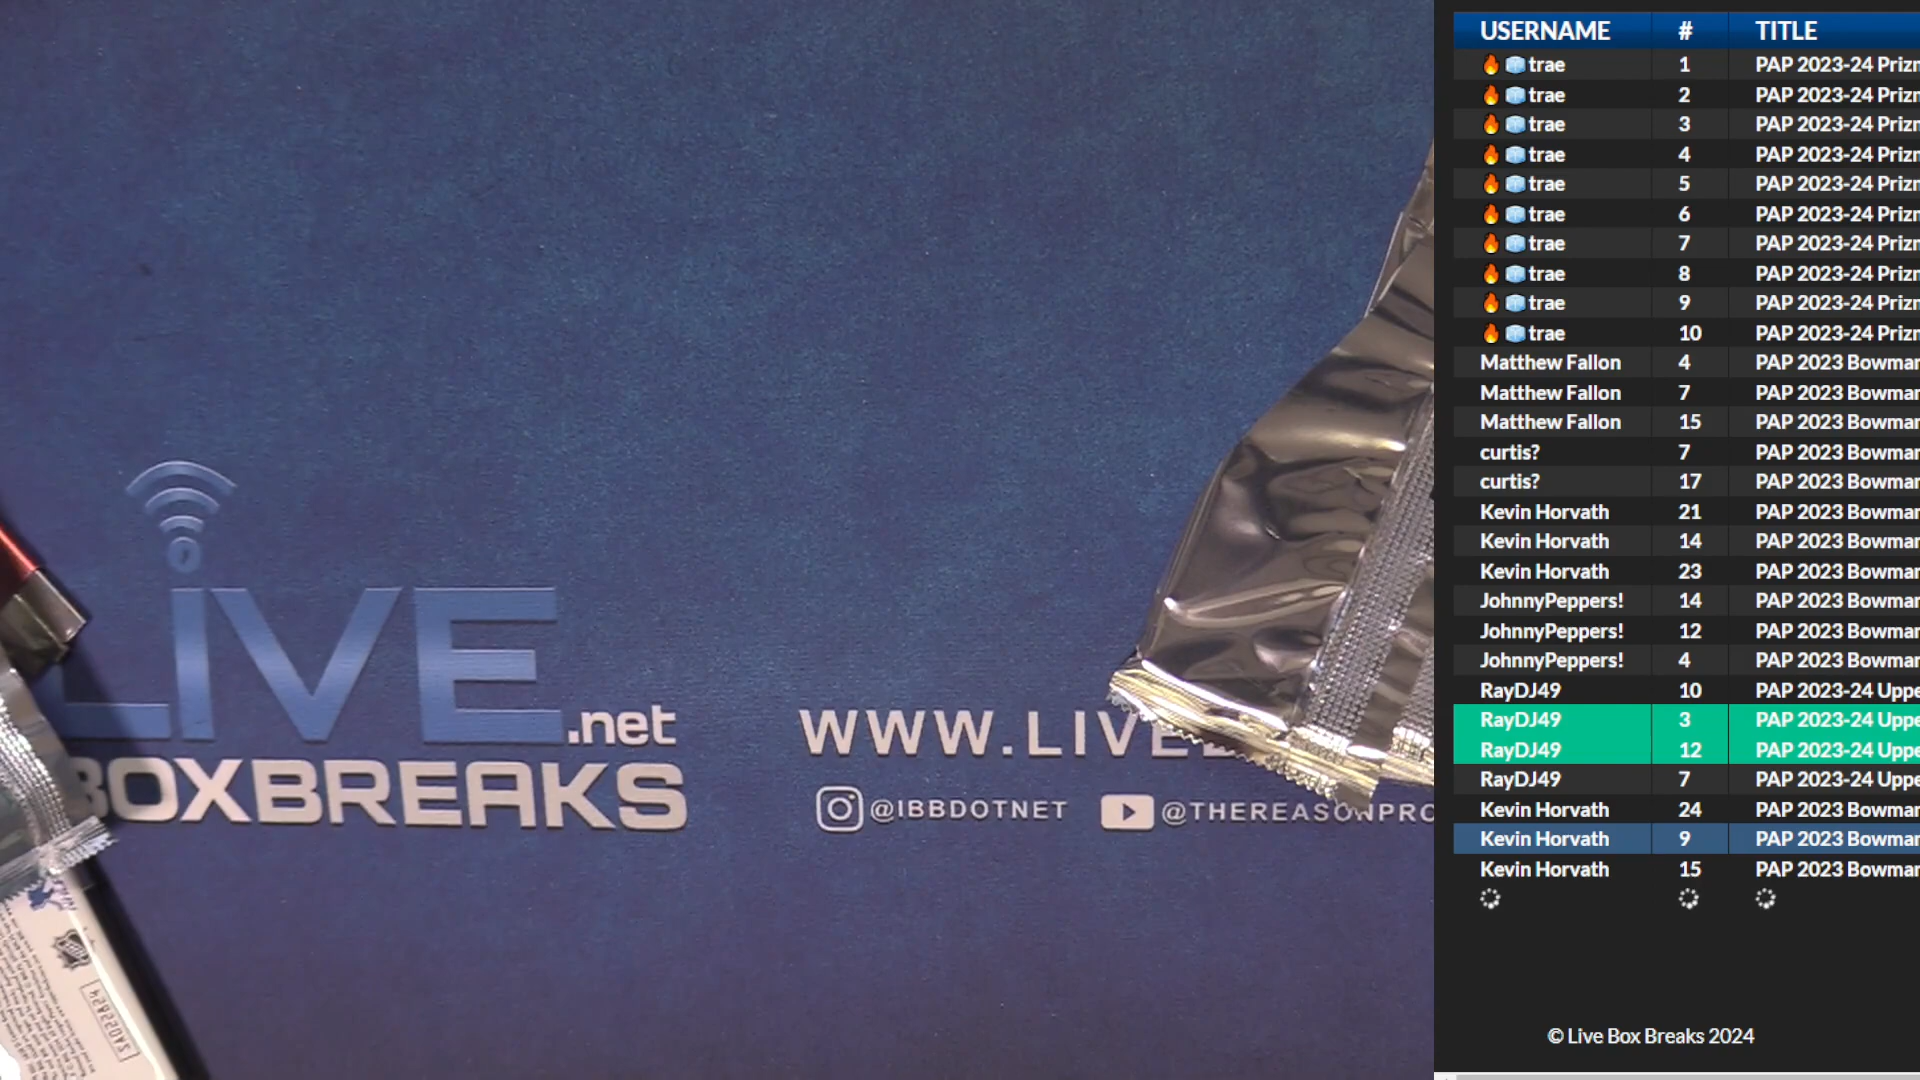 USERNAME # TITLE
trae 1 PAP 2023-24 Prizm
trae 2 PAP 2023-24 Prizm
trae 3 PAP 2023-24 Prizm
trae 4 PAP 2023-24 Prizm
trae 5 PAP 2023-24 Prizm
trae 6 PAP 2023-24 Prizm
trae 7 PAP 2023-24 Prizm
trae 8 PAP 2023-24 Prizm
trae 9 PAP 2023-24 Prizm
trae 10 PAP 2023-24 Prizm
Matthew Fallon 4 PAP 2023 Bowman
Matthew Fallon 7 PAP 2023 Bowman
Matthew Fallon 15 PAP 2023 Bowman
curtis? 7 PAP 2023 Bowman
curtis? 17 PAP 2023 Bowman
Kevin Horvath 21 PAP 2023 Bowman
Kevin Horvath 14 PAP 2023 Bowman
Kevin Horvath 23 PAP 2023 Bowman
JohnnyPeppers! 14 PAP 2023 Bowman
JohnnyPeppers! 12 PAP 2023 Bowman
JohnnyPeppers! 4 PAP 2023 Bowman
RayDJ49 10 PAP 2023-24 Uppe
RayDJ49 3 PAP 2023-24 Uppe
RayDJ49 12 PAP 2023-24 Uppe
RayDJ49 7 PAP 2023-24 Uppe
Kevin Horvath 24 PAP 2023 Bowman
Kevin Horvath 9 PAP 2023 Bowman
Kevin Horvath 15 PAP 2023 Bowman
© Live Box Breaks 2024
LIVE.net
BOXBREAKS
WWW.LIVE
@IBBDOTNET
@THEREASONPRO